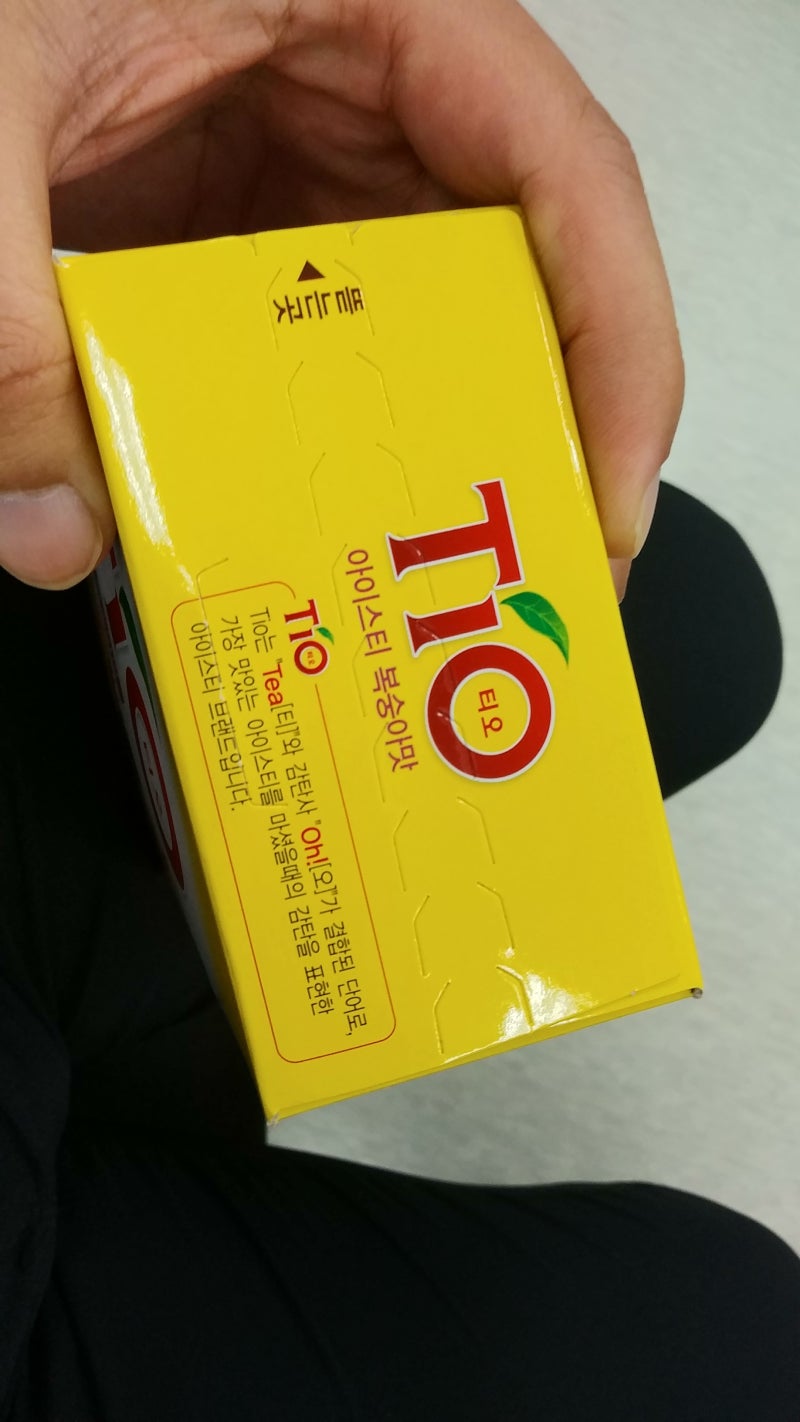 ◀뜯는곳
TiO
티오
아이스티 복숭아맛
TiO
티오
Tio는 "Tea[티]"와 감탄사 "Oh![오]"가 결합된 단어로,
가장 맛있는 아이스티를 마셨을때의 감탄을 표현한
아이스티 브랜드입니다.